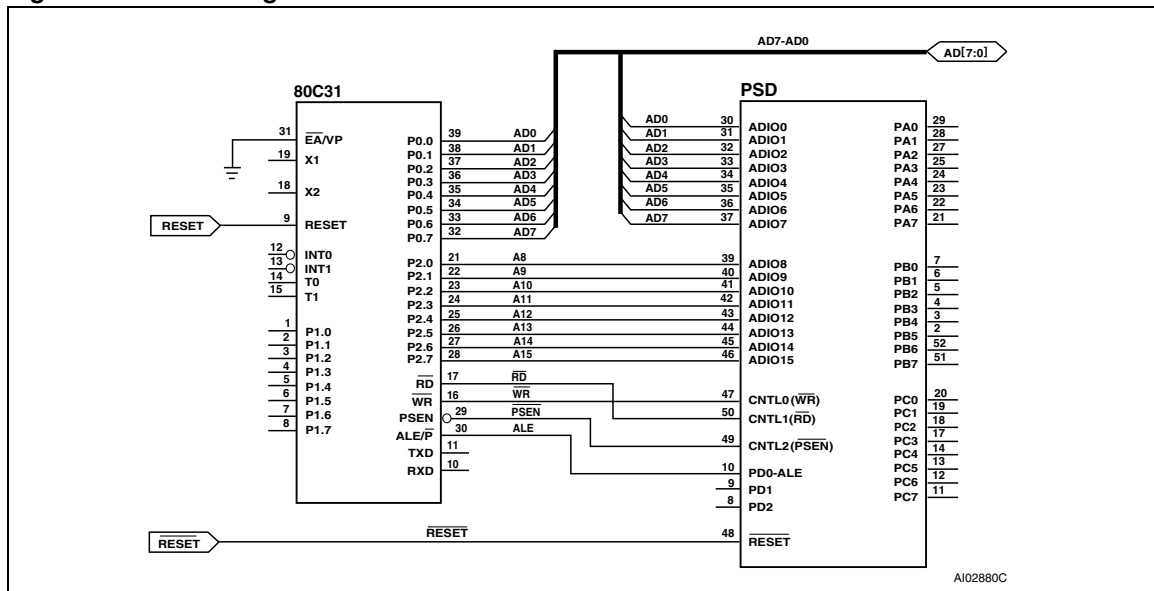 AD7-AD0
AD[7:0]
80C31
PSD
31 EA/VP
19 X1
18 X2
RESET 9 RESET
12 INT0
13 INT1
14 T0
15 T1
1 P1.0
2 P1.1
3 P1.2
4 P1.3
5 P1.4
6 P1.5
7 P1.6
8 P1.7
P0.0 39 AD0
P0.1 38 AD1
P0.2 37 AD2
P0.3 36 AD3
P0.4 35 AD4
P0.5 34 AD5
P0.6 33 AD6
P0.7 32 AD7
P2.0 21 A8
P2.1 22 A9
P2.2 23 A10
P2.3 24 A11
P2.4 25 A12
P2.5 26 A13
P2.6 27 A14
P2.7 28 A15
RD 17 RD
WR 16 WR
PSEN 29 PSEN
ALE/P 30 ALE
TXD 11
RXD 10
AD0 30 ADIO0
AD1 31 ADIO1
AD2 32 ADIO2
AD3 33 ADIO3
AD4 34 ADIO4
AD5 35 ADIO5
AD6 36 ADIO6
AD7 37 ADIO7
39 ADIO8
40 ADIO9
41 ADIO10
42 ADIO11
43 ADIO12
44 ADIO13
45 ADIO14
46 ADIO15
47 CNTL0(WR)
50 CNTL1(RD)
49 CNTL2(PSEN)
10 PD0-ALE
9 PD1
8 PD2
RESET RESET 48 RESET
PA0 29
PA1 28
PA2 27
PA3 25
PA4 24
PA5 23
PA6 22
PA7 21
PB0 7
PB1 6
PB2 5
PB3 4
PB4 3
PB5 2
PB6 52
PB7 51
PC0 20
PC1 19
PC2 18
PC3 17
PC4 14
PC5 13
PC6 12
PC7 11
AI02880C